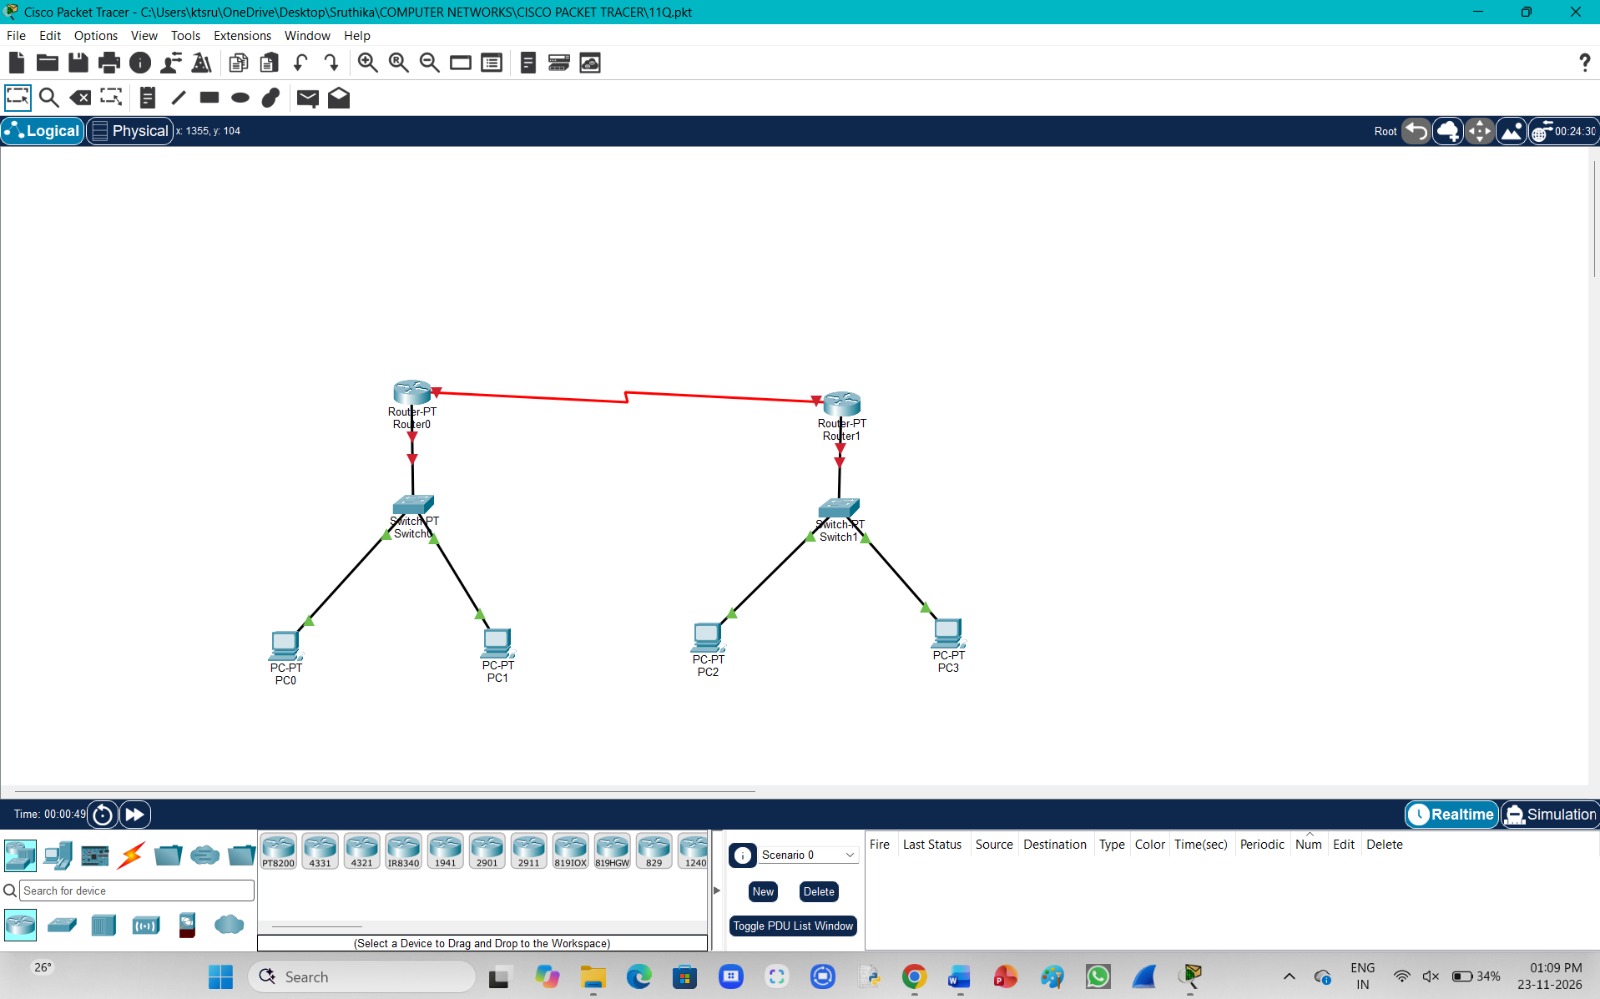 Cisco Packet Tracer - C:\Users\ktsru\OneDrive\Desktop\Sruthika\COMPUTER NETWORKS\CISCO PACKET TRACER\11Q.pkt
File Edit Options View Tools Extensions Window Help
Logical Physical x: 1355, y: 104 Root 00:24:30
Router-PT
Router0
Router-PT
Router1
Switch-PT
Switch0
Switch-PT
Switch1
PC-PT
PC0
PC-PT
PC1
PC-PT
PC2
PC-PT
PC3
Time: 00:00:49 Realtime Simulation
PT8200 4331 4321 IR8340 1941 2901 2911 819IOX 819HGW 829 1240
Search for device
(Select a Device to Drag and Drop to the Workspace)
Scenario 0
New Delete
Toggle PDU List Window
Fire Last Status Source Destination Type Color Time(sec) Periodic Num Edit Delete
26°
Search
ENG
IN
34%
01:09 PM
23-11-2026